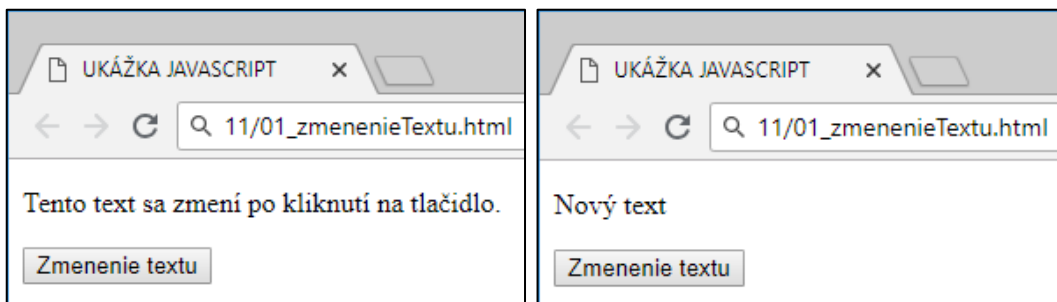 UKÁŽKA JAVASCRIPT
11/01_zmenenieTextu.html
Tento text sa zmení po kliknutí na tlačidlo.
Zmenenie textu
UKÁŽKA JAVASCRIPT
11/01_zmenenieTextu.html
Nový text
Zmenenie textu